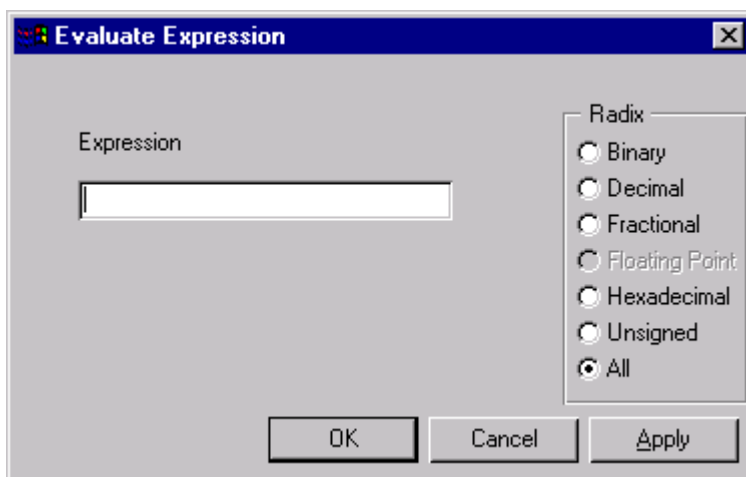 Evaluate Expression
Expression
Radix
Binary
Decimal
Fractional
Floating Point
Hexadecimal
Unsigned
All
OK Cancel Apply